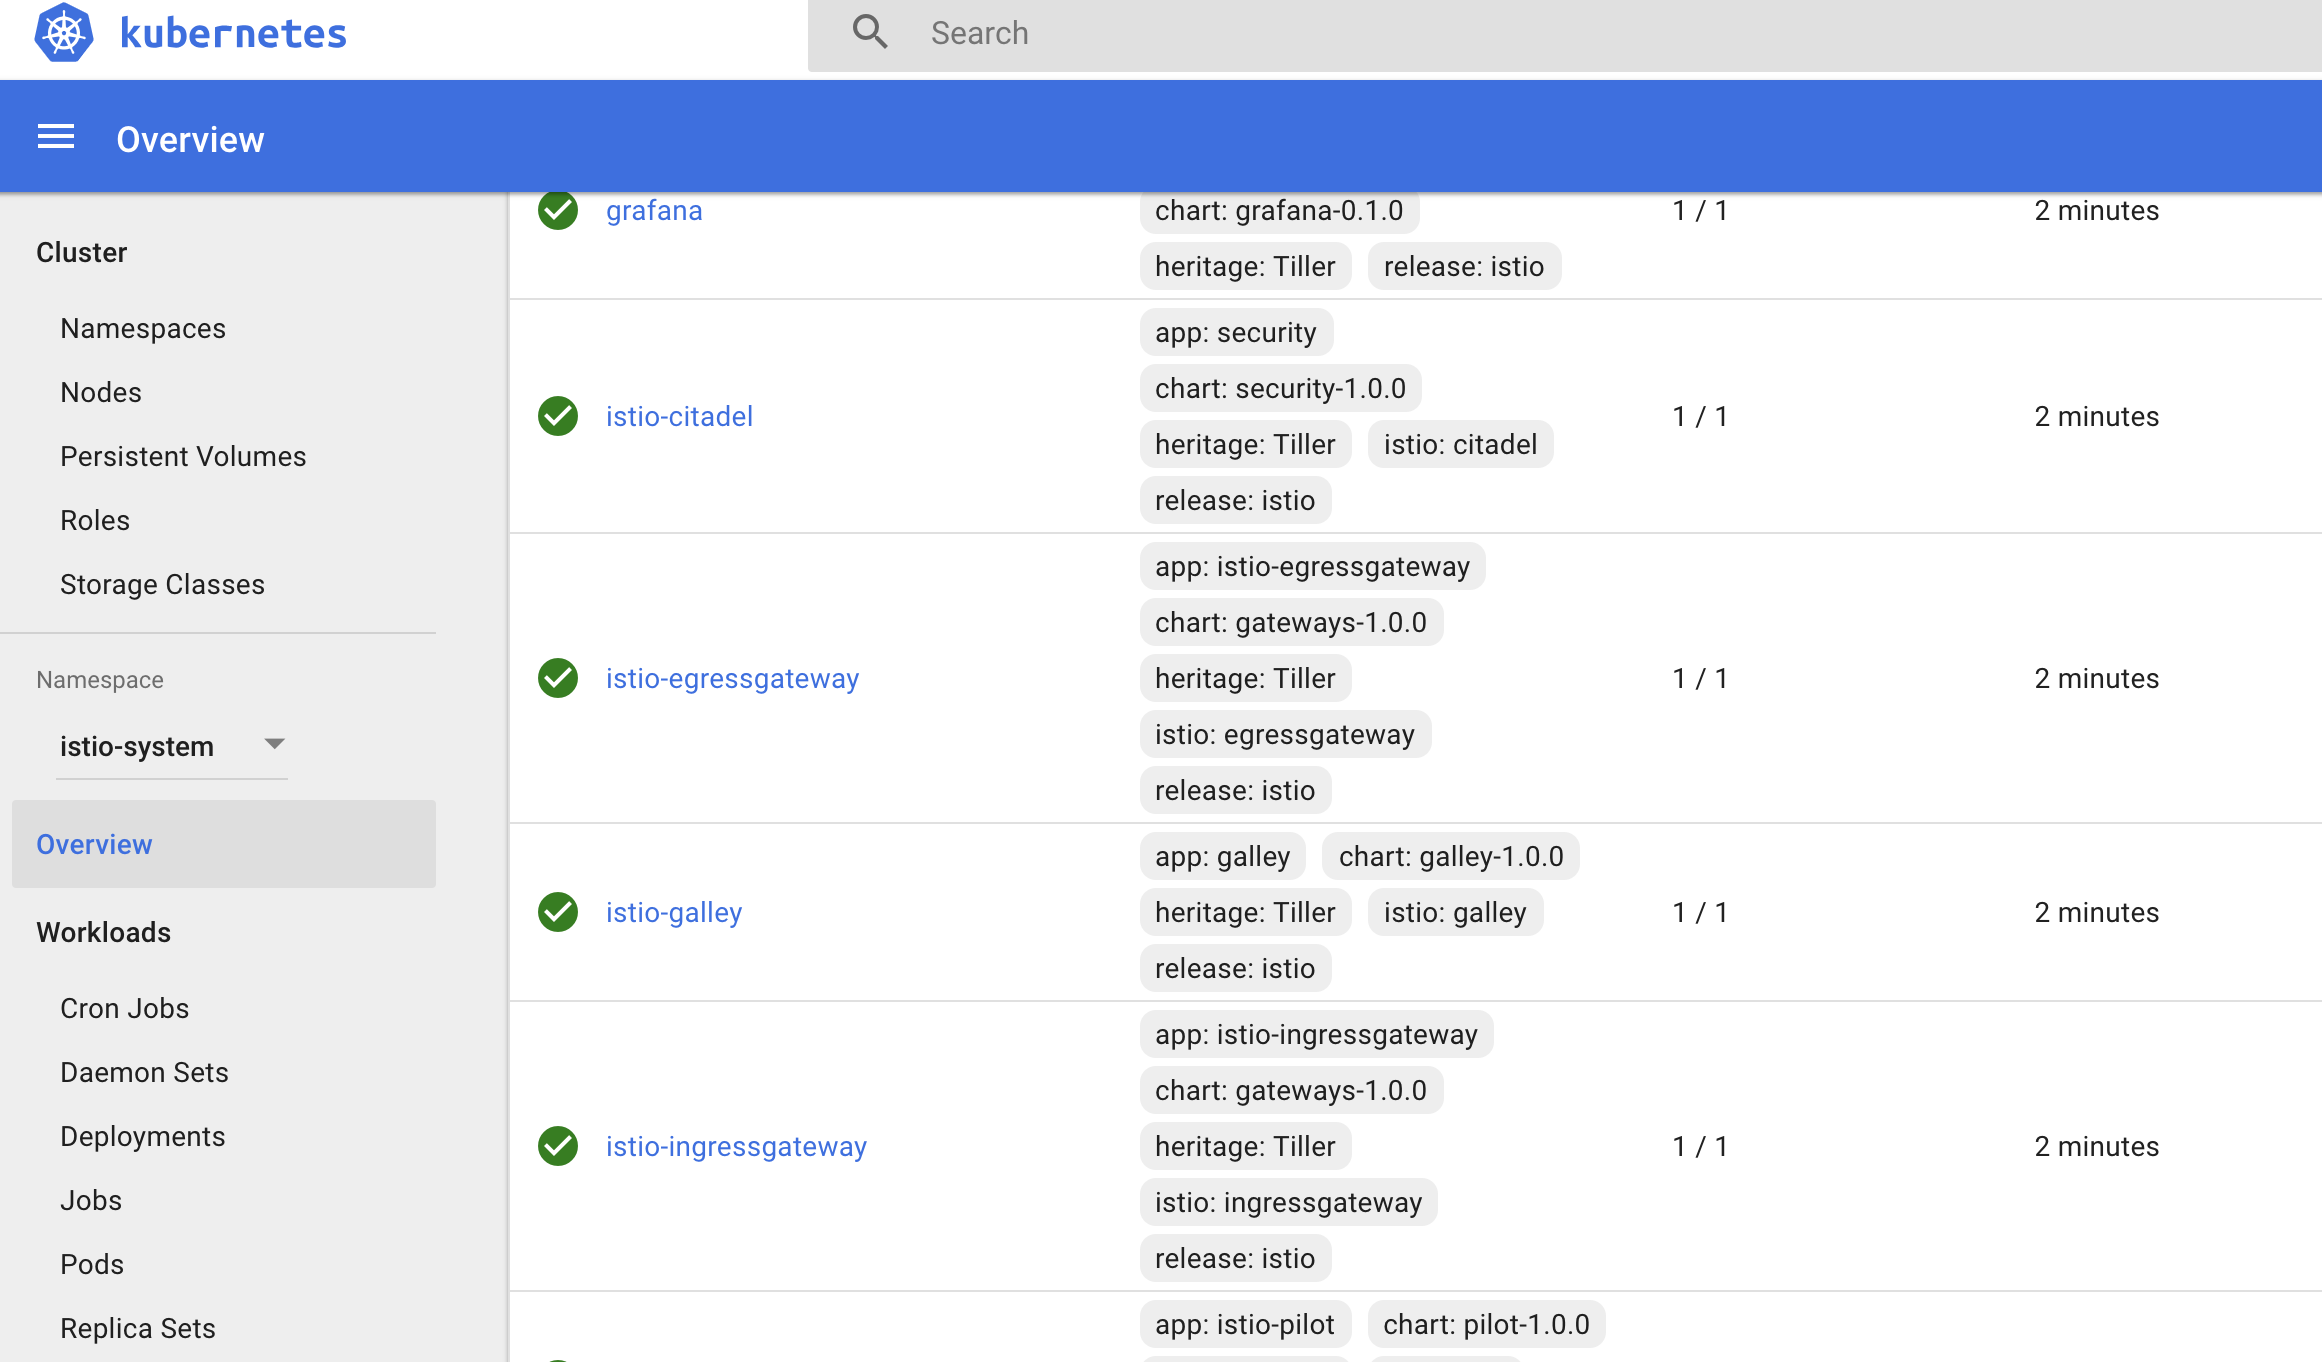 kubernetes
Search
Overview
Cluster
Namespaces
Nodes
Persistent Volumes
Roles
Storage Classes
Namespace
istio-system
Overview
Workloads
Cron Jobs
Daemon Sets
Deployments
Jobs
Pods
Replica Sets
grafana
chart: grafana-0.1.0
heritage: Tiller
release: istio
1 / 1
2 minutes
istio-citadel
app: security
chart: security-1.0.0
heritage: Tiller
istio: citadel
release: istio
1 / 1
2 minutes
istio-egressgateway
app: istio-egressgateway
chart: gateways-1.0.0
heritage: Tiller
istio: egressgateway
release: istio
1 / 1
2 minutes
istio-galley
app: galley
chart: galley-1.0.0
heritage: Tiller
istio: galley
release: istio
1 / 1
2 minutes
istio-ingressgateway
app: istio-ingressgateway
chart: gateways-1.0.0
heritage: Tiller
istio: ingressgateway
release: istio
1 / 1
2 minutes
app: istio-pilot
chart: pilot-1.0.0